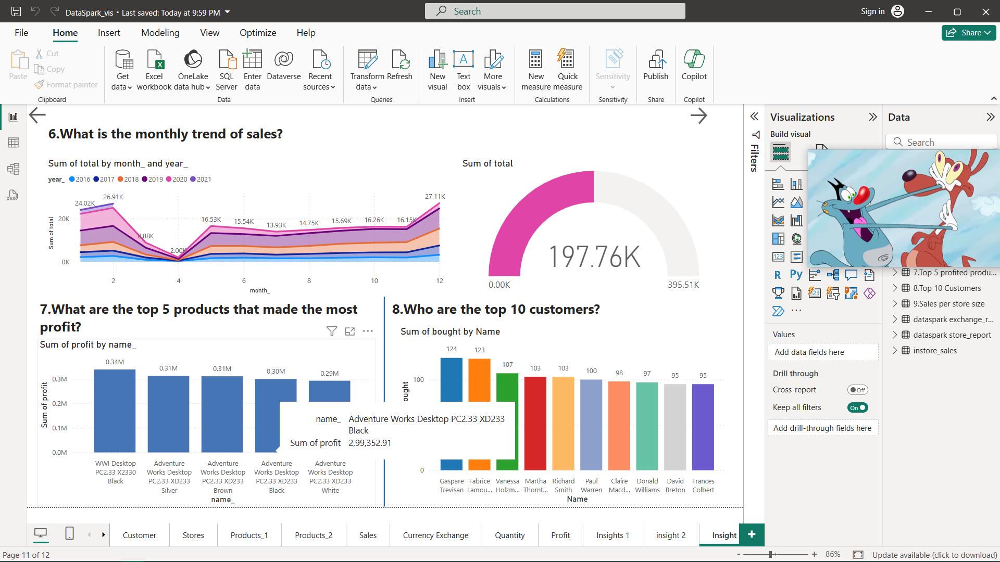 DataSpark_vis • Last saved: Today at 9:59 PM
Search
Sign in
File
Home
Insert
Modeling
View
Optimize
Help
Share
Paste
Cut
Copy
Format painter
Clipboard
Get data
Excel workbook
OneLake data hub
SQL Server
Enter data
Dataverse
Recent sources
Data
Transform data
Refresh
Queries
New visual
Text box
More visuals
Insert
New measure
Quick measure
Calculations
Sensitivity
Sensitivity
Publish
Share
Copilot
Copilot
6.What is the monthly trend of sales?
Sum of total by month_ and year_
year_ 2016 2017 2018 2019 2020 2021
Sum of total
20K
0K
24.02K
26.91K
8.88K
2.00K
16.53K
15.54K
13.93K
14.75K
15.69K
16.26K
16.15K
27.11K
2 4 6 8 10 12
month_
Sum of total
197.76K
0.00K
395.51K
7.What are the top 5 products that made the most
profit?
Sum of profit by name_
Sum of profit
0.3M
0.2M
0.1M
0.0M
0.34M
0.31M
0.31M
0.30M
0.29M
WWI Desktop
PC2.33 X2330
Black
Adventure
Works Desktop
PC2.33 XD233
Silver
Adventure
Works Desktop
PC2.33 XD233
Brown
Adventure
Works Desktop
PC2.33 XD233
Black
Adventure
Works Desktop
PC2.33 XD233
White
name_
name_ Adventure Works Desktop PC2.33 XD233
Black
Sum of profit 2,99,352.91
8.Who are the top 10 customers?
Sum of bought by Name
ought
100
0
124
123
107
103
103
100
98
97
95
95
Gaspare
Trevisan
Fabrice
Lamou...
Vanessa
Holzm...
Martha
Thornt...
Richard
Smith
Paul
Warren
Claire
Macd...
Donald
Williams
David
Breton
Frances
Colbert
Name
Filters
Visualizations
Build visual
123
R
Py
123
Values
Add data fields here
Drill through
Cross-report
Off
Keep all filters
On
Add drill-through fields here
Data
Search
7.Top 5 profited produ...
8.Top 10 Customers
9.Sales per store size
dataspark exchange_r...
dataspark store_report
instore_sales
DAX
Customer
Stores
Products_1
Products_2
Sales
Currency Exchange
Quantity
Profit
Insights 1
insight 2
Insight
+
Page 11 of 12
- + 86%
Update available (click to download)